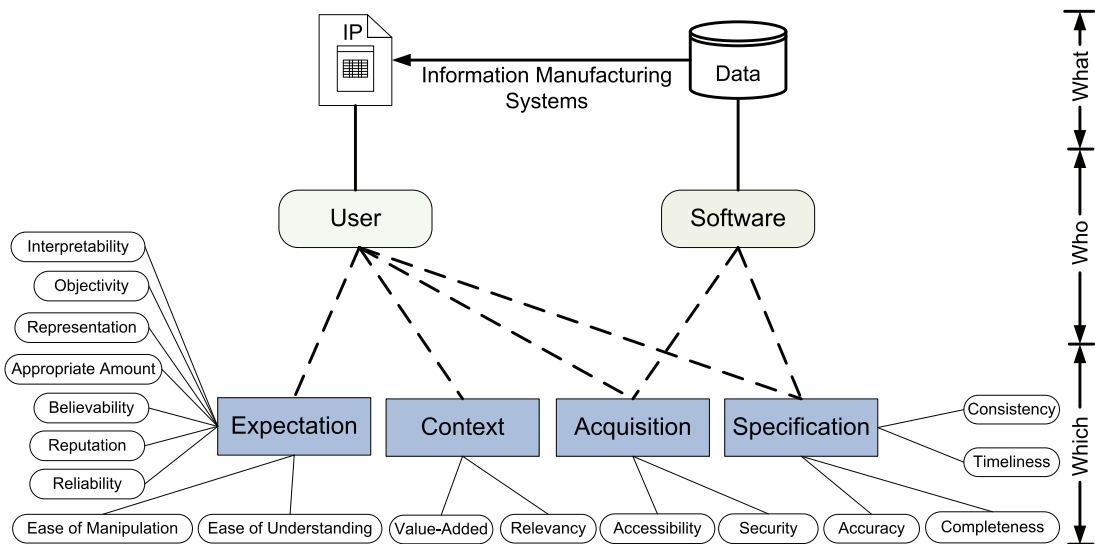 IP
Data
Information Manufacturing
Systems
What
User
Software
Who
Interpretability
Objectivity
Representation
Appropriate Amount
Believability
Reputation
Reliability
Expectation
Context
Acquisition
Specification
Consistency
Timeliness
Which
Ease of Manipulation
Ease of Understanding
Value-Added
Relevancy
Accessibility
Security
Accuracy
Completeness